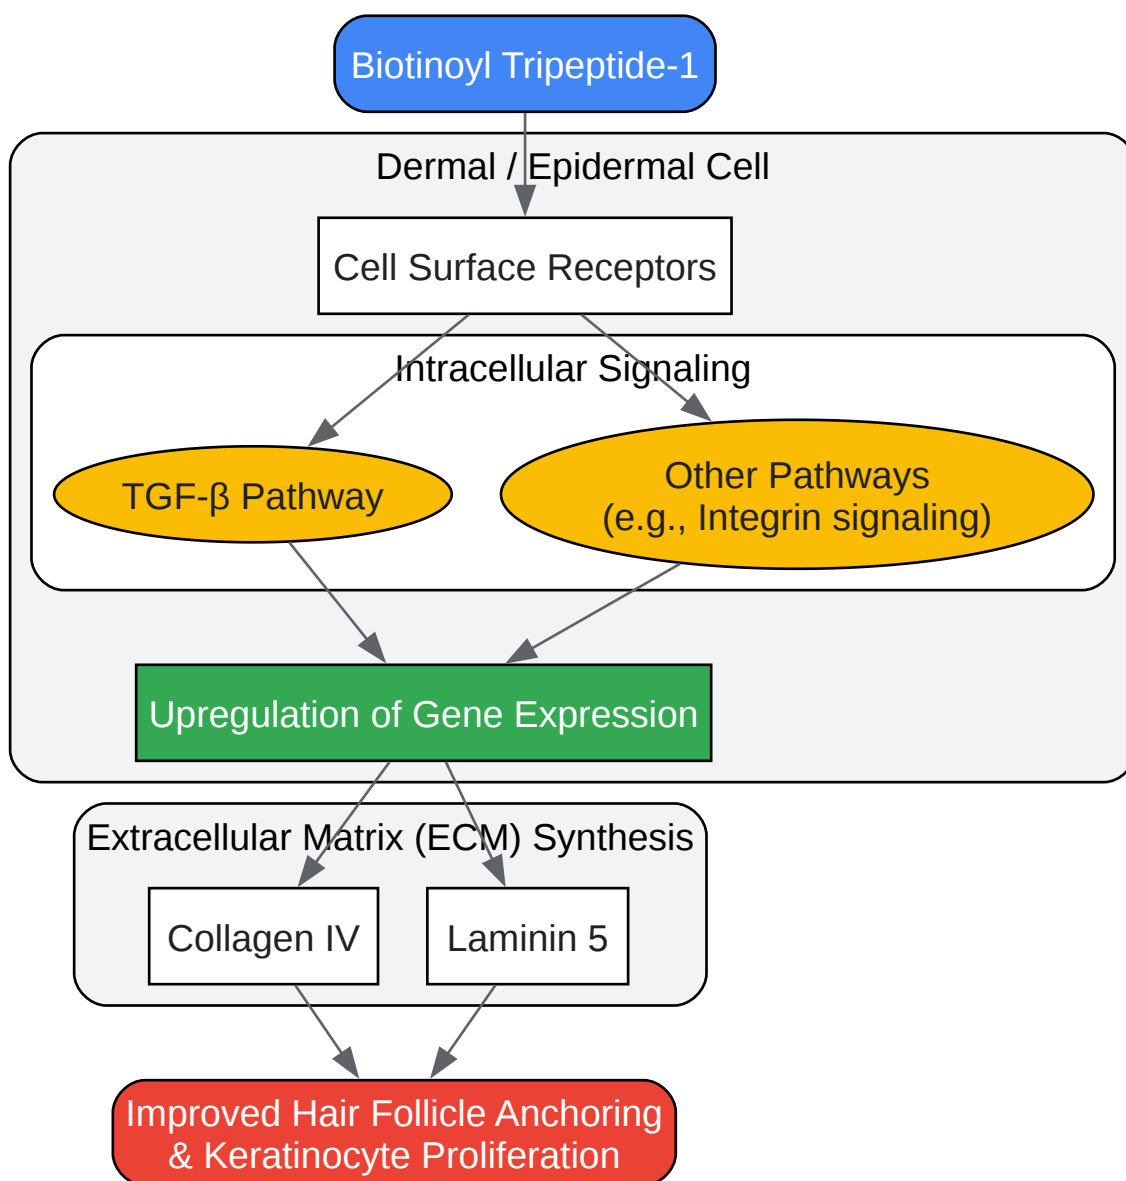 Biotinoyl Tripeptide-1
Dermal / Epidermal Cell
Cell Surface Receptors
Intracellular Signaling
TGF-β Pathway
Other Pathways
(e.g., Integrin signaling)
Upregulation of Gene Expression
Extracellular Matrix (ECM) Synthesis
Collagen IV
Laminin 5
Improved Hair Follicle Anchoring
& Keratinocyte Proliferation